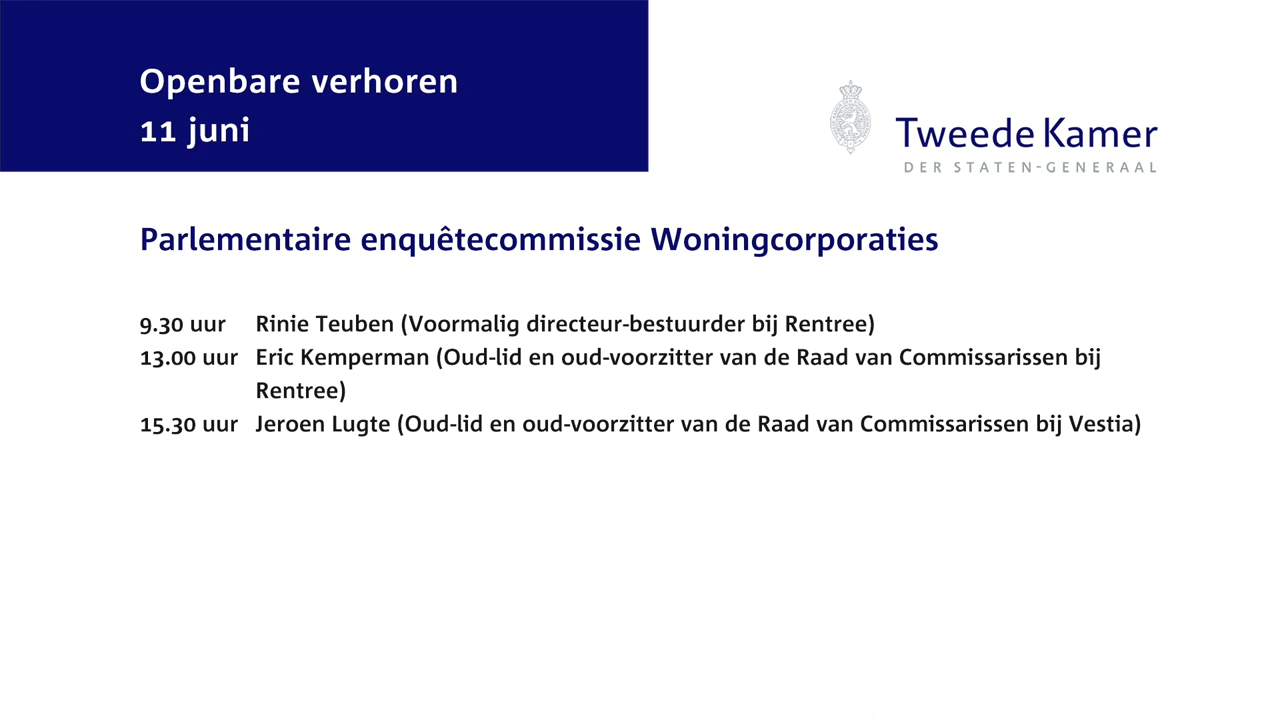 Openbare verhoren
11 juni
Tweede Kamer
DER STATEN-GENERAAL
Parlementaire enquêtecommissie Woningcorporaties
9.30 uur Rinie Teuben (Voormalig directeur-bestuurder bij Rentree)
13.00 uur Eric Kemperman (Oud-lid en oud-voorzitter van de Raad van Commissarissen bij
Rentree)
15.30 uur Jeroen Lugte (Oud-lid en oud-voorzitter van de Raad van Commissarissen bij Vestia)